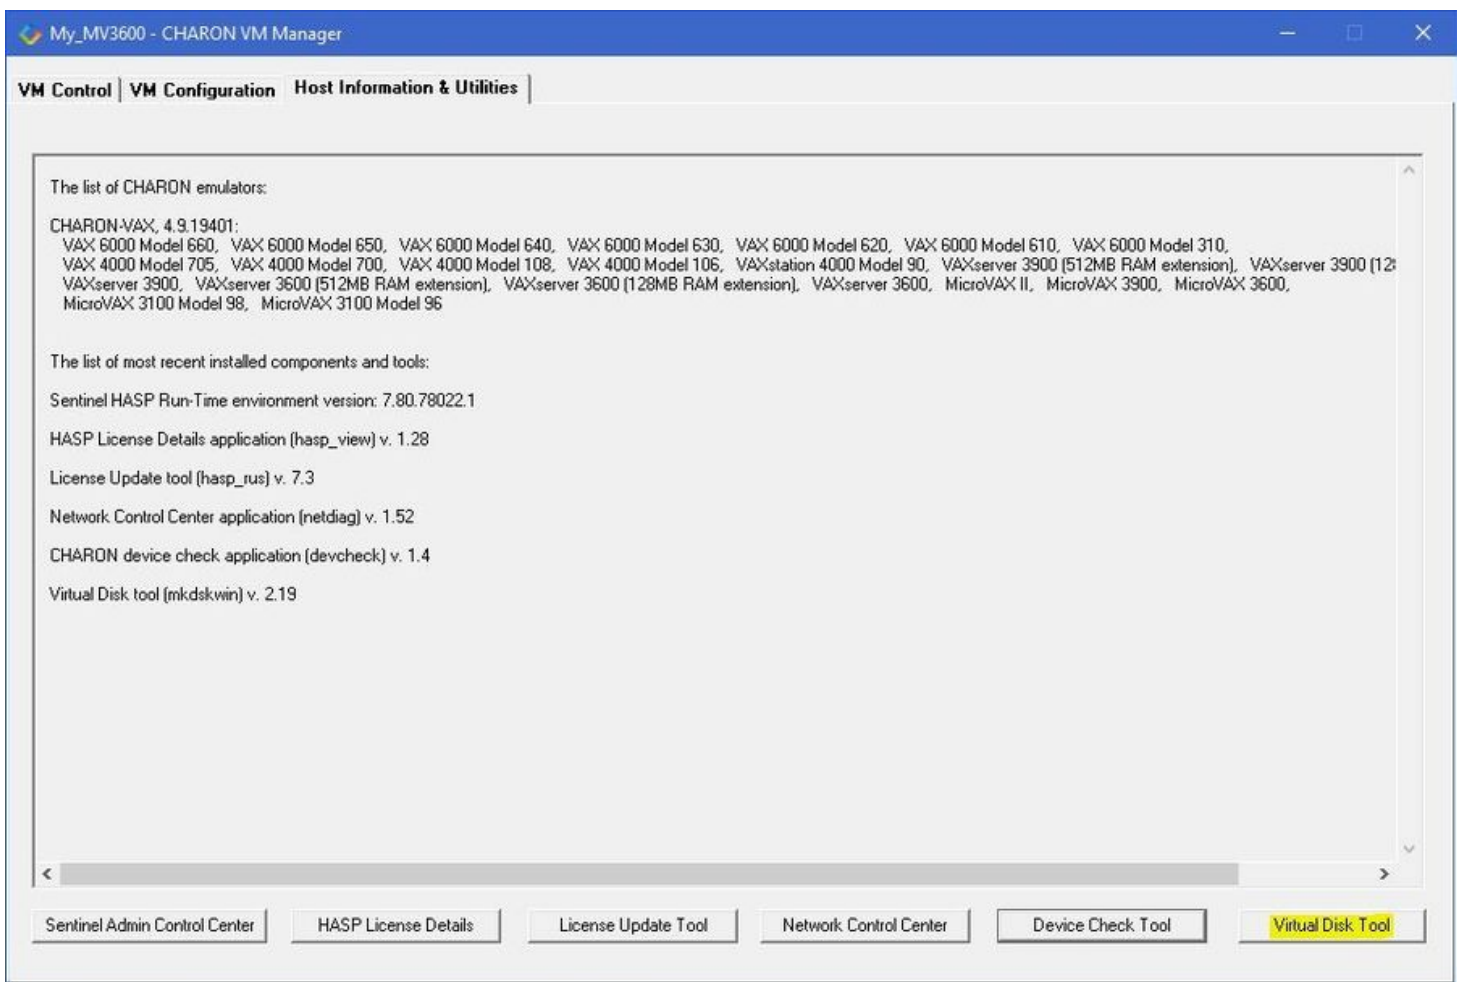 My_MV3600 - CHARON VM Manager
VM Control | VM Configuration Host Information & Utilities
The list of CHARON emulators:
CHARON-VAX, 4.9.19401:
VAX 6000 Model 660, VAX 6000 Model 650, VAX 6000 Model 640, VAX 6000 Model 630, VAX 6000 Model 620, VAX 6000 Model 610, VAX 6000 Model 310,
VAX 4000 Model 705, VAX 4000 Model 700, VAX 4000 Model 108, VAX 4000 Model 106, VAXstation 4000 Model 90, VAXserver 3900 (512MB RAM extension), VAXserver 3900 (12
VAXserver 3900, VAXserver 3600 (512MB RAM extension), VAXserver 3600 (128MB RAM extension), VAXserver 3600, MicroVAX II, MicroVAX 3900, MicroVAX 3600,
MicroVAX 3100 Model 98, MicroVAX 3100 Model 96
The list of most recent installed components and tools:
Sentinel HASP Run-Time environment version: 7.80.78022.1
HASP License Details application (hasp_view) v. 1.28
License Update tool (hasp_rus) v. 7.3
Network Control Center application (netdiag) v. 1.52
CHARON device check application (devcheck) v. 1.4
Virtual Disk tool (mkdskwin) v. 2.19
Sentinel Admin Control Center HASP License Details License Update Tool Network Control Center Device Check Tool Virtual Disk Tool